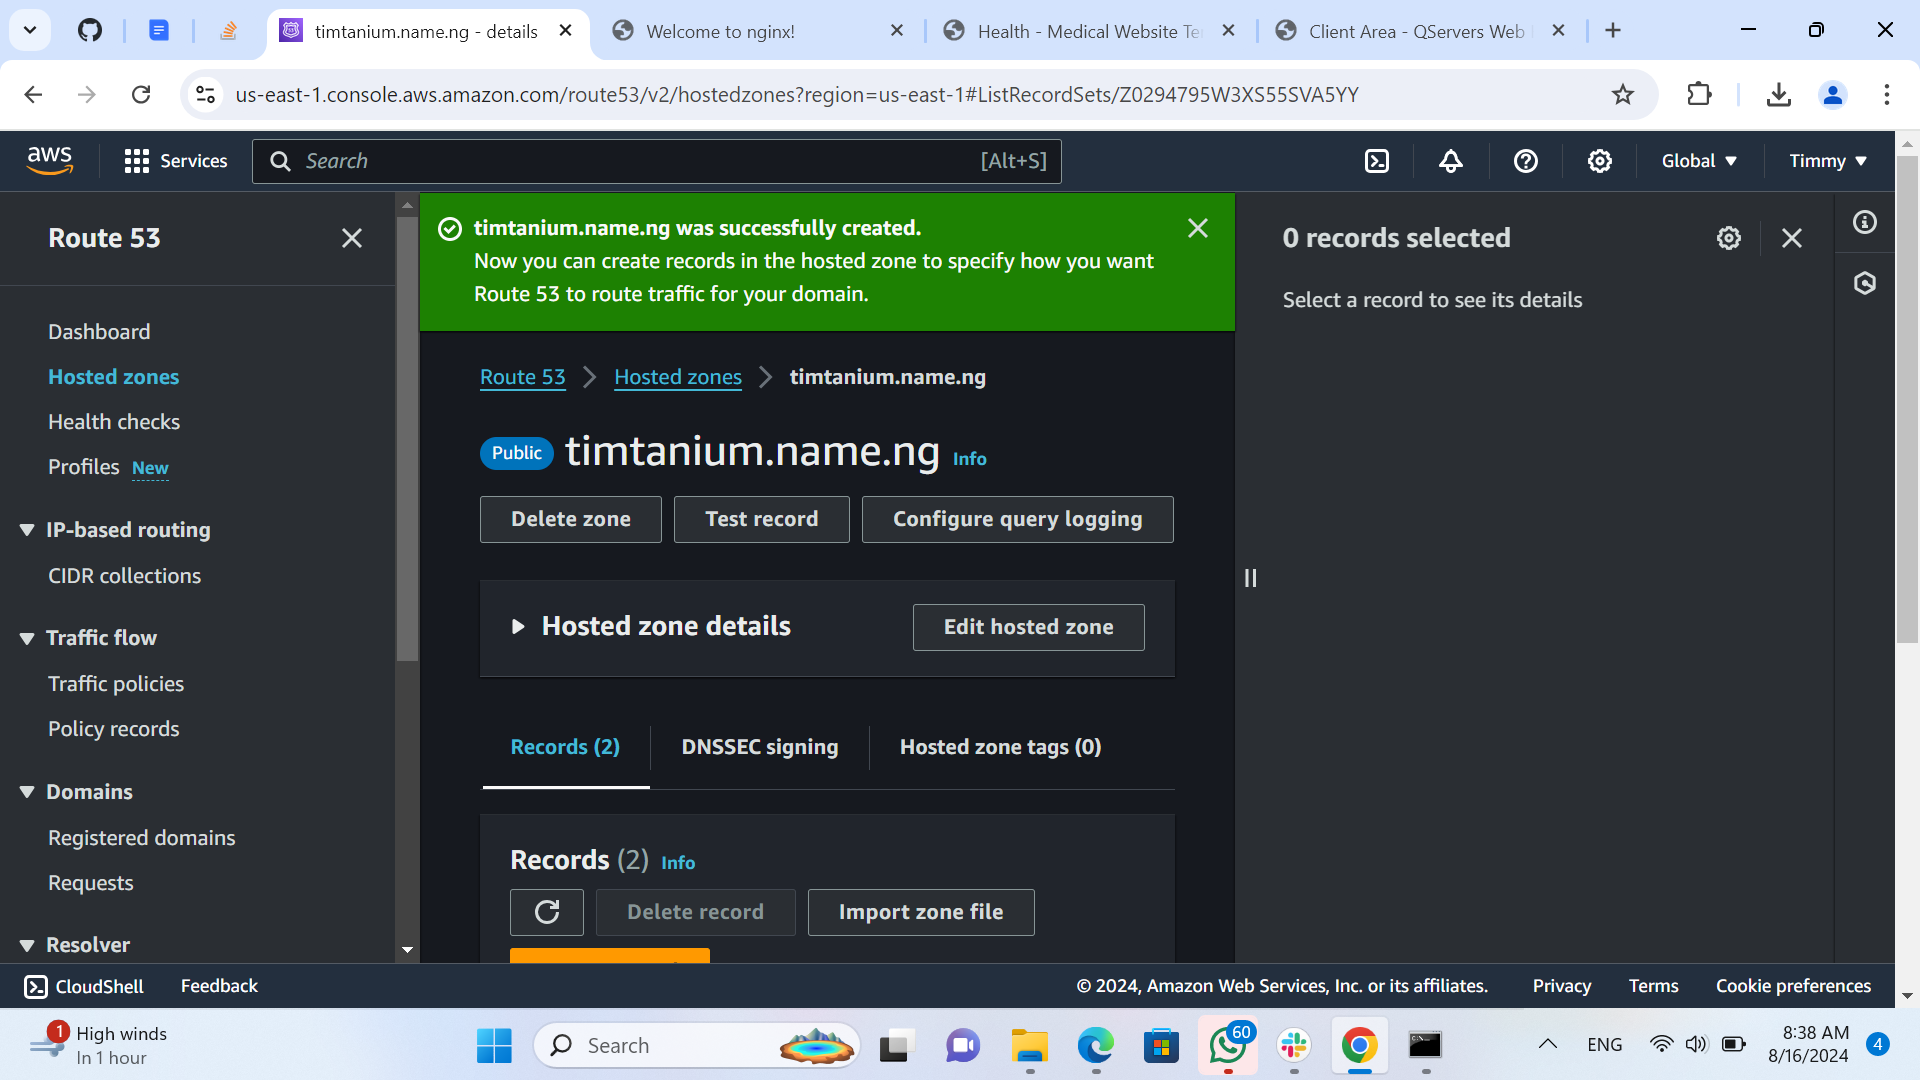 timtanium.name.ng - details
Welcome to nginx!
Health - Medical Website Te
Client Area - QServers Web
us-east-1.console.aws.amazon.com/route53/v2/hostedzones?region=us-east-1#ListRecordSets/Z0294795W3XS55SVA5YY
aws
Services
Search
[Alt+S]
Global
Timmy
Route 53
Dashboard
Hosted zones
Health checks
Profiles New
IP-based routing
CIDR collections
Traffic flow
Traffic policies
Policy records
Domains
Registered domains
Requests
Resolver
timtanium.name.ng was successfully created.
Now you can create records in the hosted zone to specify how you want
Route 53 to route traffic for your domain.
Route 53
Hosted zones
timtanium.name.ng
Public
timtanium.name.ng Info
Delete zone
Test record
Configure query logging
Hosted zone details
Edit hosted zone
Records (2)
DNSSEC signing
Hosted zone tags (0)
Records (2) Info
Delete record
Import zone file
0 records selected
Select a record to see its details
CloudShell
Feedback
© 2024, Amazon Web Services, Inc. or its affiliates.
Privacy
Terms
Cookie preferences
1
High winds
In 1 hour
Search
60
ENG
8:38 AM
8/16/2024
4